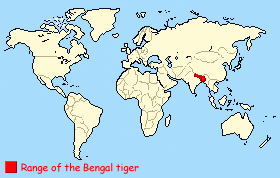 Range of the Bengal tiger